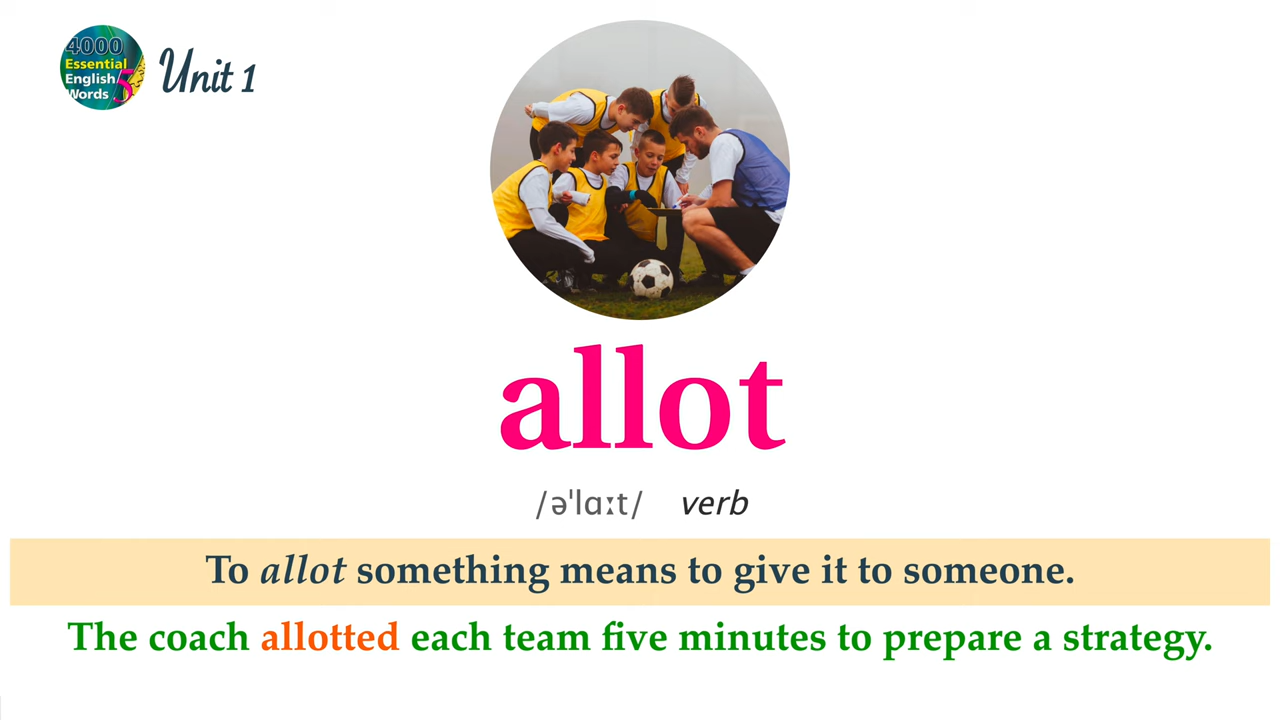 4000
Essential
English
Words 5
Unit 1
allot
/əˈlɑːt/ verb
To allot something means to give it to someone.
The coach allotted each team five minutes to prepare a strategy.